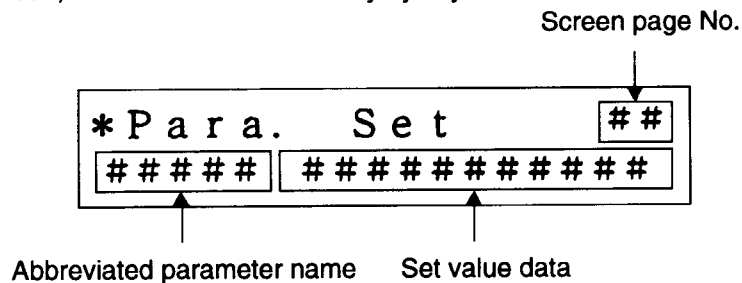 Screen page No.
*Para. Set ##
##### ###########
Abbreviated parameter name Set value data